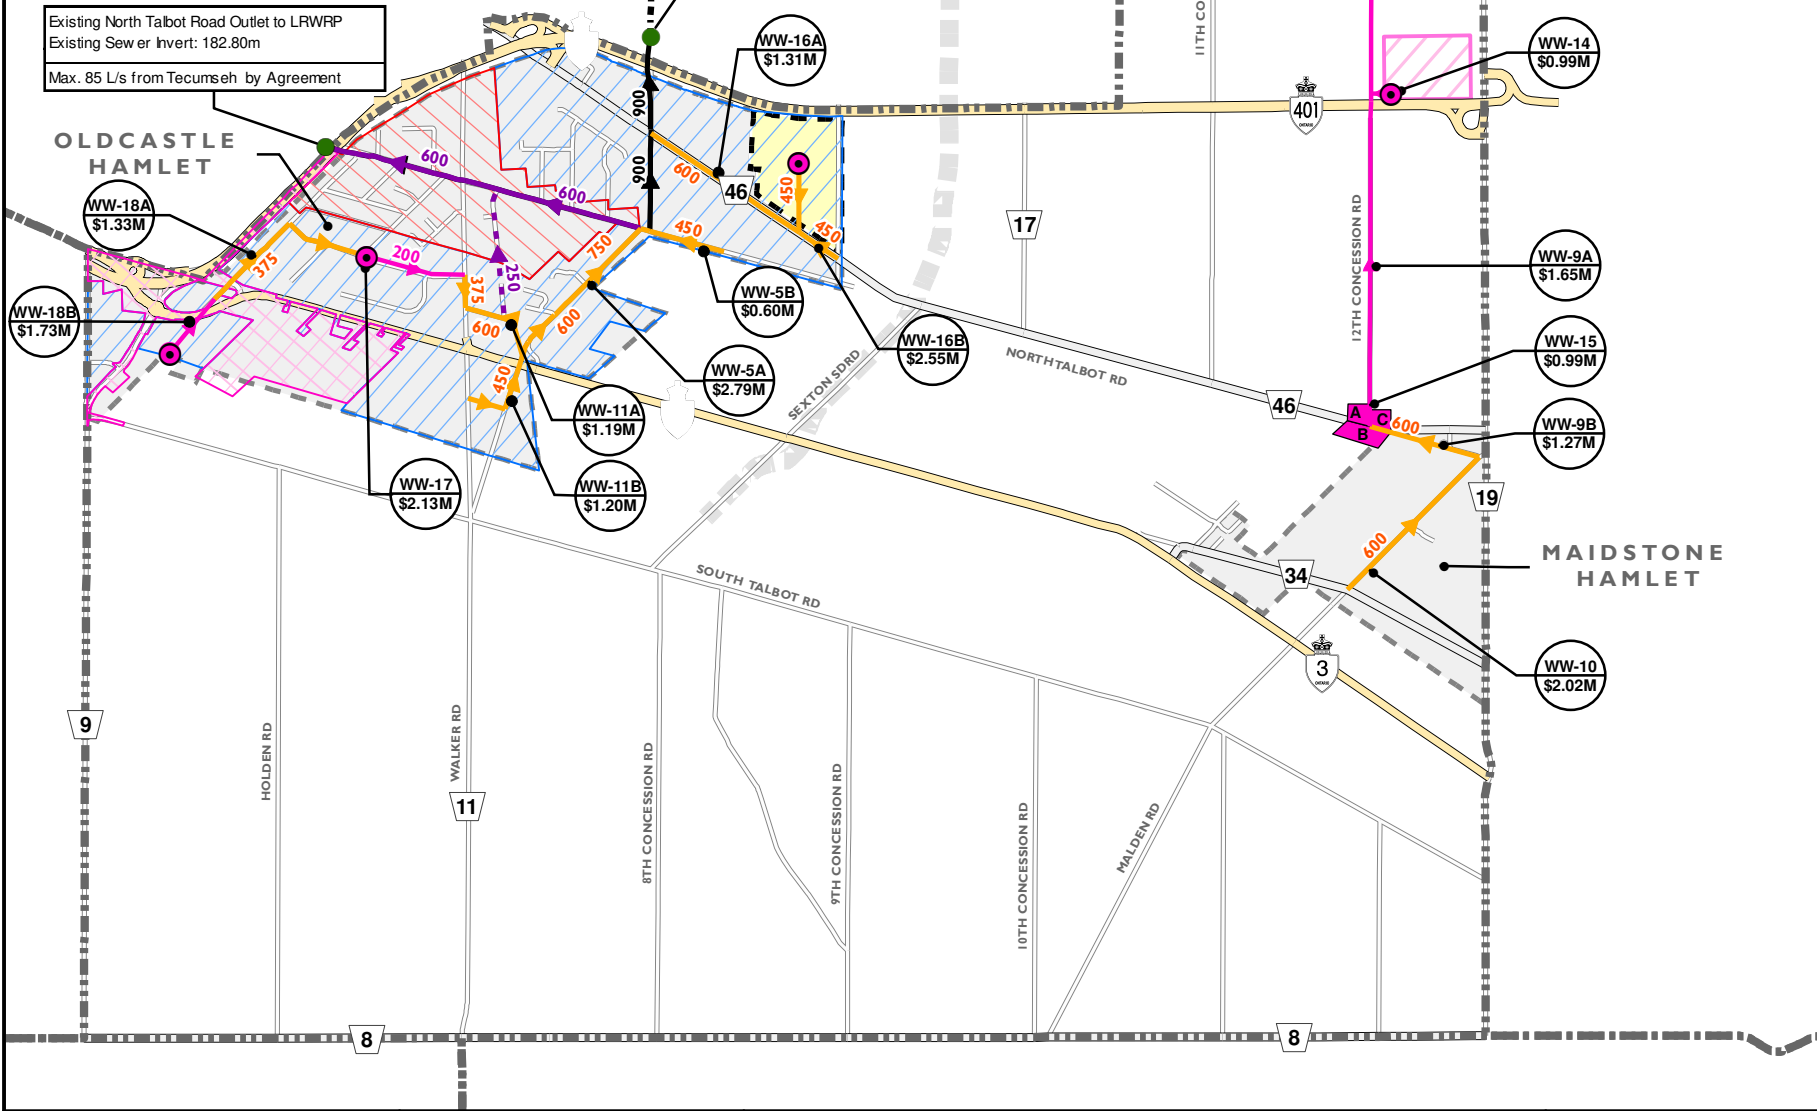 Existing North Talbot Road Outlet to LRWRP
Existing Sewer Invert: 182.80m
Max. 85 L/s from Tecumseh by Agreement
OLDCASTLE
HAMLET
WW-16A
$1.31M
WW-14
$0.99M
11TH CO
401
ONTARIO
900
900
600
600
600
46
450
450
450
WW-18A
$1.33M
375
200
250
375
600
750
600
450
17
12TH CONCESSION RD
WW-9A
$1.65M
WW-18B
$1.73M
WW-5B
$0.60M
WW-16B
$2.55M
WW-15
$0.99M
WW-5A
$2.79M
SEXTON SDRD
NORTH TALBOT RD
46
A
C
B
600
WW-9B
$1.27M
WW-11A
$1.19M
WW-17
$2.13M
WW-11B
$1.20M
19
600
MAIDSTONE
HAMLET
34
SOUTH TALBOT RD
3
ONTARIO
WW-10
$2.02M
9
HOLDEN RD
WALKER RD
11
8TH CONCESSION RD
9TH CONCESSION RD
10TH CONCESSION RD
MALDEN RD
8
8